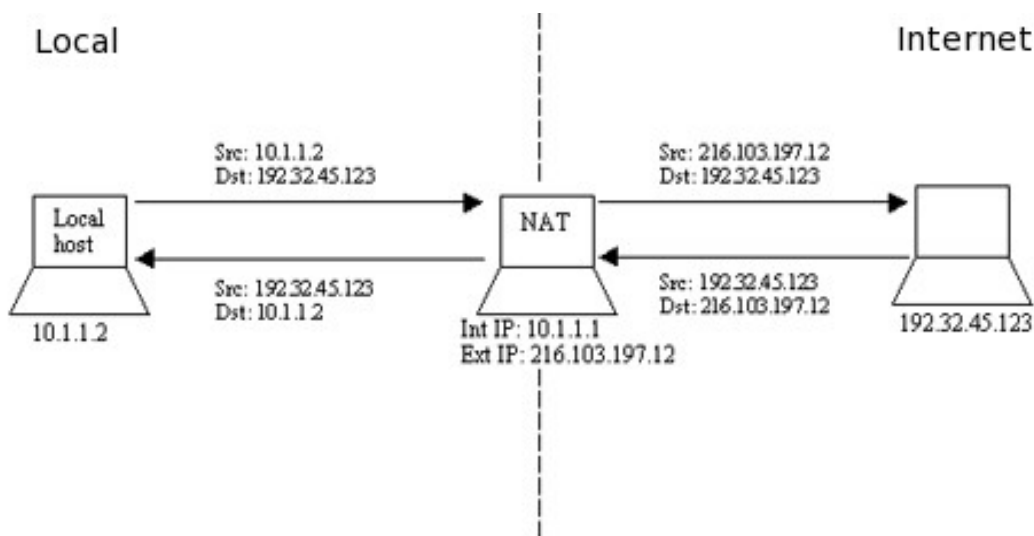 Local
Internet
Src: 10.1.1.2
Dst: 192.32.45.123
Src: 216.103.197.12
Dst: 192.32.45.123
Local
host
NAT
Src: 192.32.45.123
Dst: 10.1.1.2
Src: 192.32.45.123
Dst: 216.103.197.12
10.1.1.2
Int IP: 10.1.1.1
Ext IP: 216.103.197.12
192.32.45.123